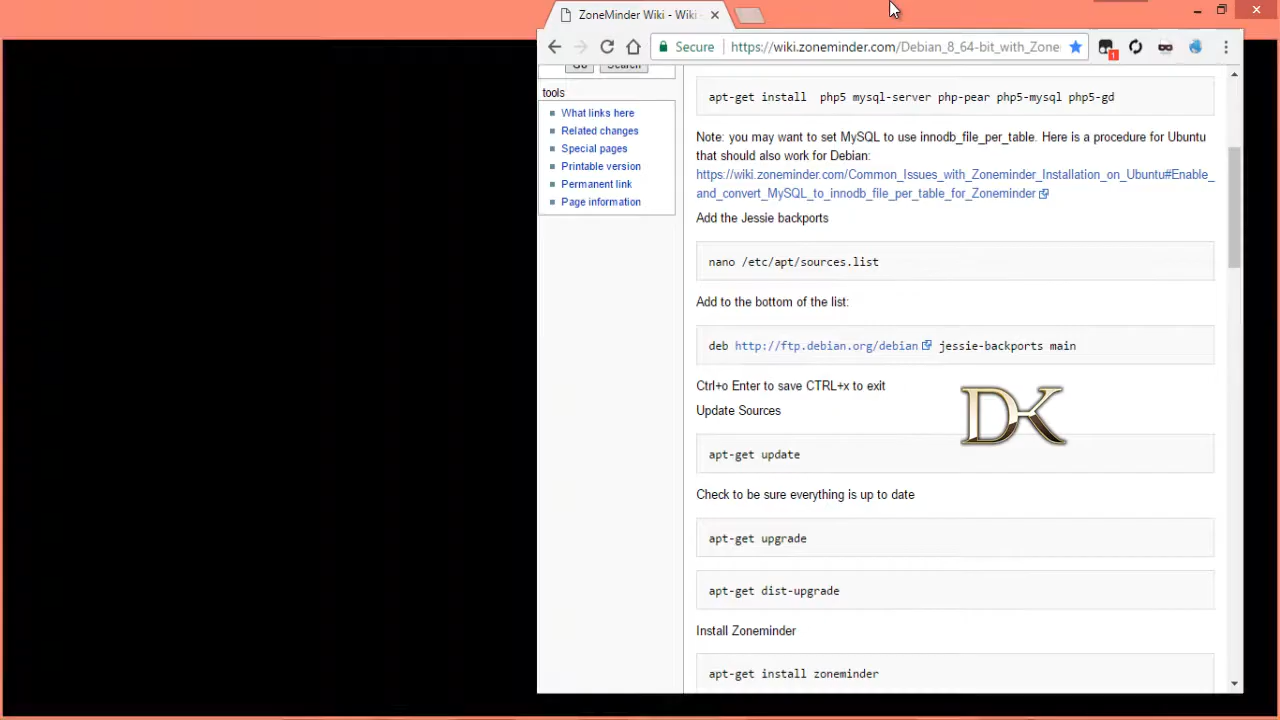 ZoneMinder Wiki - Wiki -
Secure https://wiki.zoneminder.com/Debian_8_64-bit_with_Zone
1
Go Search
tools
What links here
Related changes
Special pages
Printable version
Permanent link
Page information
apt-get install  php5 mysql-server php-pear php5-mysql php5-gd
Note: you may want to set MySQL to use innodb_file_per_table. Here is a procedure for Ubuntu
that should also work for Debian:
https://wiki.zoneminder.com/Common_Issues_with_Zoneminder_Installation_on_Ubuntu#Enable_
and_convert_MySQL_to_innodb_file_per_table_for_Zoneminder
Add the Jessie backports
nano /etc/apt/sources.list
Add to the bottom of the list:
deb http://ftp.debian.org/debian jessie-backports main
Ctrl+o Enter to save CTRL+x to exit
Update Sources
DK
apt-get update
Check to be sure everything is up to date
apt-get upgrade
apt-get dist-upgrade
Install Zoneminder
apt-get install zoneminder